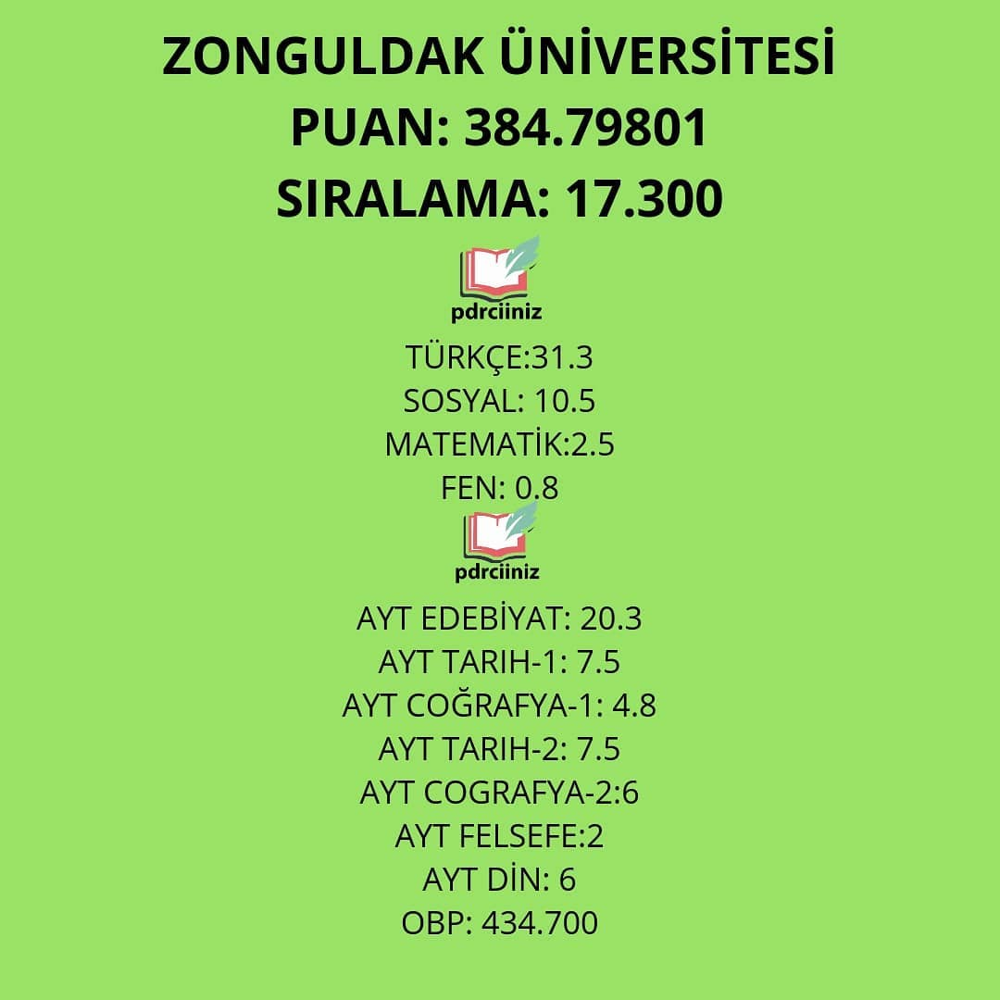 ZONGULDAK ÜNİVERSİTESİ
PUAN: 384.79801
SIRALAMA: 17.300
pdrciiniz
TÜRKÇE:31.3
SOSYAL: 10.5
MATEMATİK:2.5
FEN: 0.8
pdrciiniz
AYT EDEBİYAT: 20.3
AYT TARIH-1: 7.5
AYT COĞRAFYA-1: 4.8
AYT TARIH-2: 7.5
AYT COGRAFYA-2:6
AYT FELSEFE:2
AYT DİN: 6
OBP: 434.700